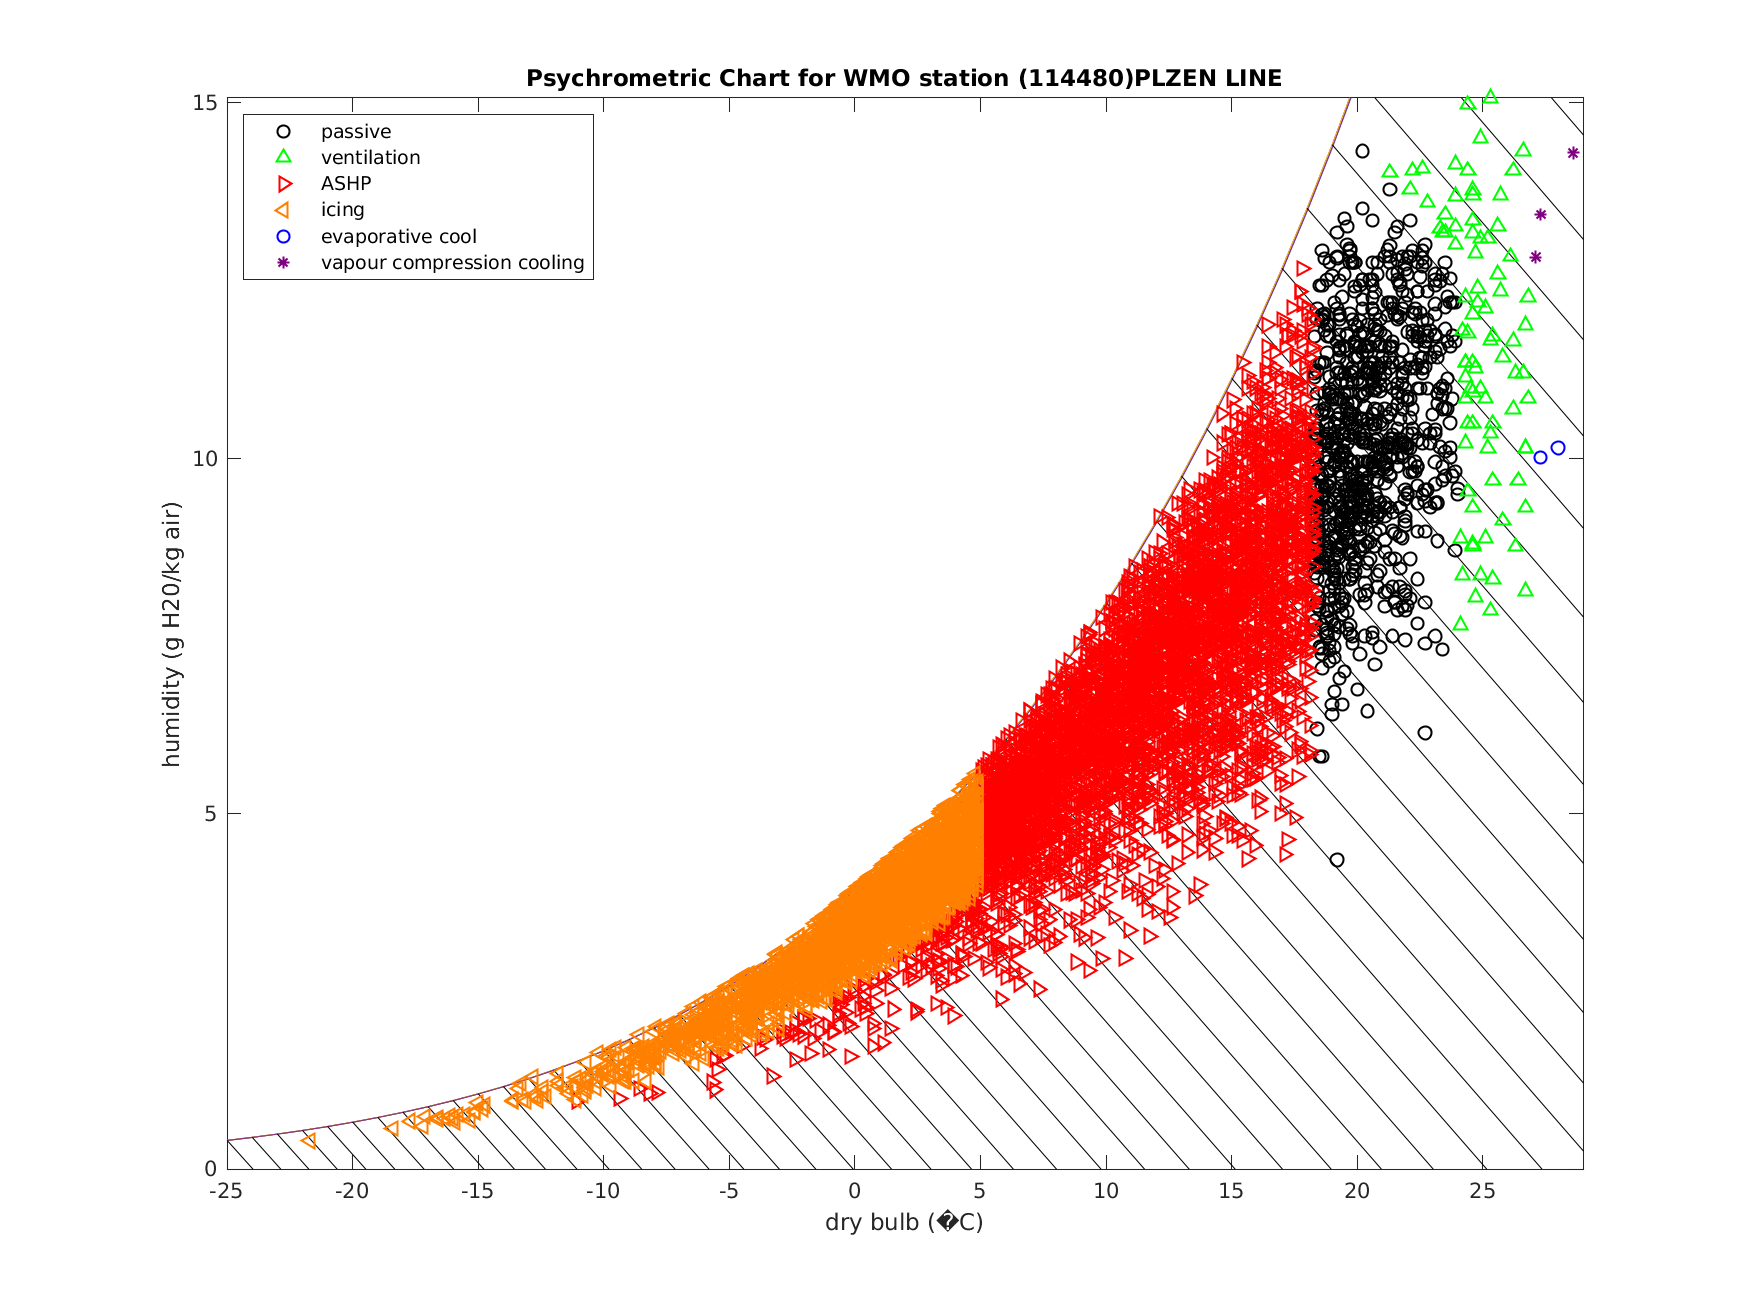 Psychrometric Chart for WMO station (114480)PLZEN LINE
passive
ventilation
ASHP
icing
evaporative cool
vapour compression cooling
humidity (g H20/kg air)
15
10
5
0
-25 -20 -15 -10 -5 0 5 10 15 20 25
dry bulb (�C)